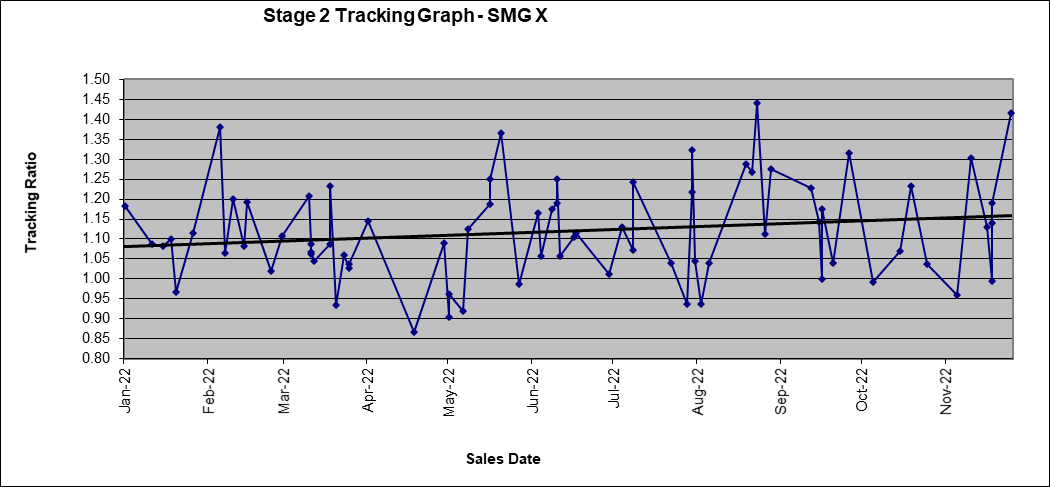 Stage 2 Tracking Graph - SMG X
Tracking Ratio
1.50
1.45
1.40
1.35
1.30
1.25
1.20
1.15
1.10
1.05
1.00
0.95
0.90
0.85
0.80
Jan-22
Feb-22
Mar-22
Apr-22
May-22
Jun-22
Jul-22
Aug-22
Sep-22
Oct-22
Nov-22
Sales Date